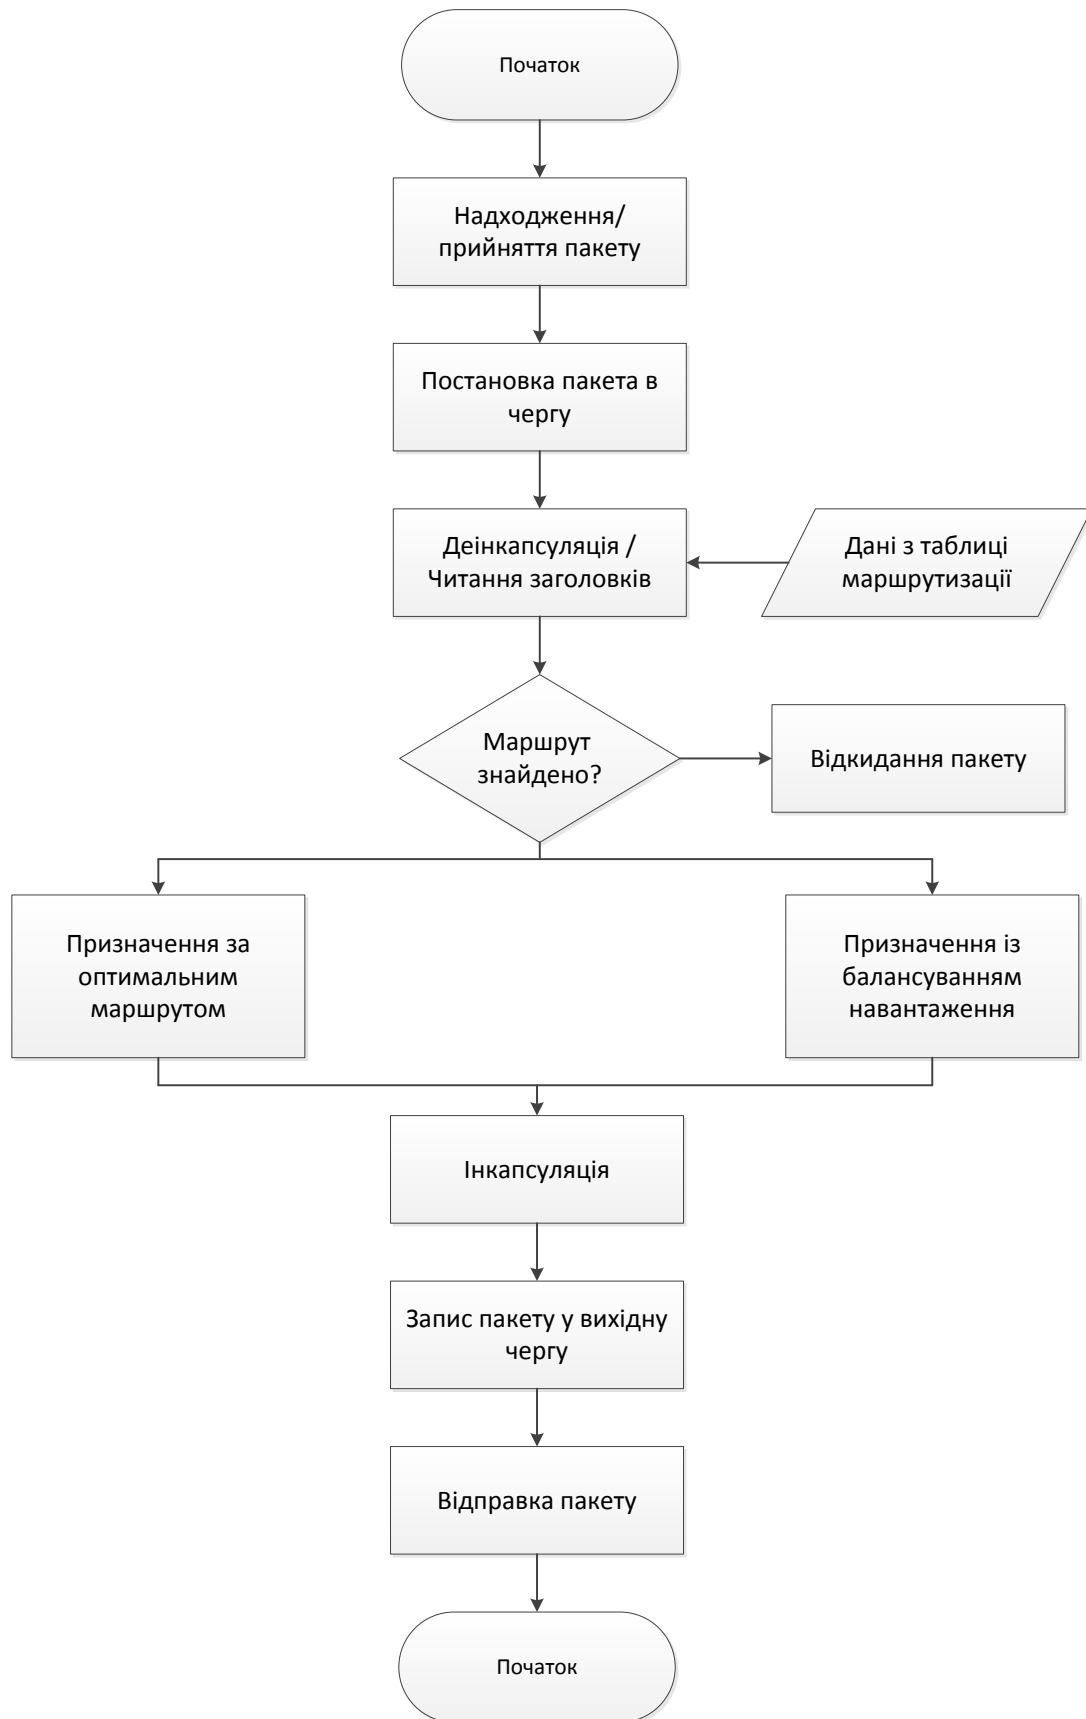 Початок
Надходження/
прийняття пакету
Постановка пакета в
чергу
Деінкапсуляція /
Читання заголовків
Дані з таблиці
маршрутизації
Маршрут
знайдено?
Відкидання пакету
Призначення за
оптимальним
маршрутом
Призначення із
балансуванням
навантаження
Інкапсуляція
Запис пакету у вихідну
чергу
Відправка пакету
Початок